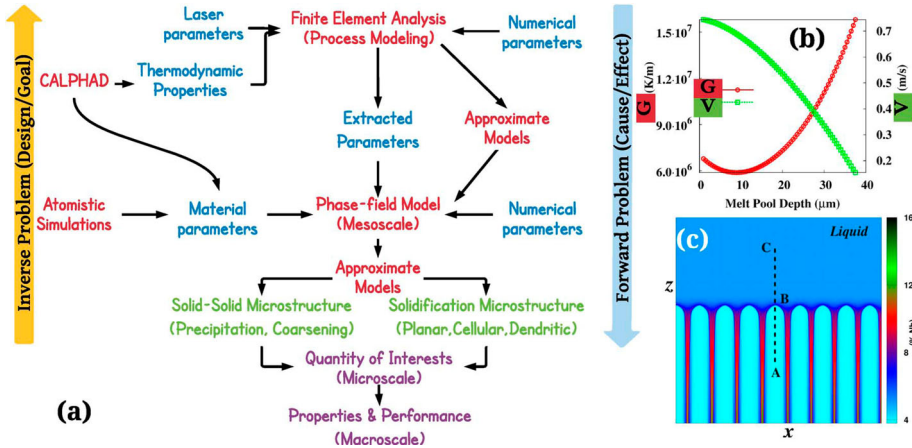 Inverse Problem (Design/Goal)
Laser
parameters
Finite Element Analysis
(Process Modeling)
Numerical
parameters
CALPHAD
Thermodynamic
Properties
Extracted
Parameters
Approximate
Models
Atomistic
Simulations
Material
parameters
Phase-field Model
(Mesoscale)
Numerical
parameters
Approximate
Models
Solid-Solid Microstructure
(Precipitation, Coarsening)
Solidification Microstructure
(Planar,Cellular,Dendritic)
Quantity of Interests
(Microscale)
Properties & Performance
(Macroscale)
(a)
Forward Problem (Cause/Effect)
(b)
G
(K/m)
1.5·10⁷
1.2·10⁷
9.0·10⁶
6.0·10⁶
G
V
V
(m/s)
0.7
0.6
0.5
0.4
0.3
0.2
0 10 20 30 40
Melt Pool Depth (μm)
(c)
Liquid
C
B
A
z
x
16
12
8
4